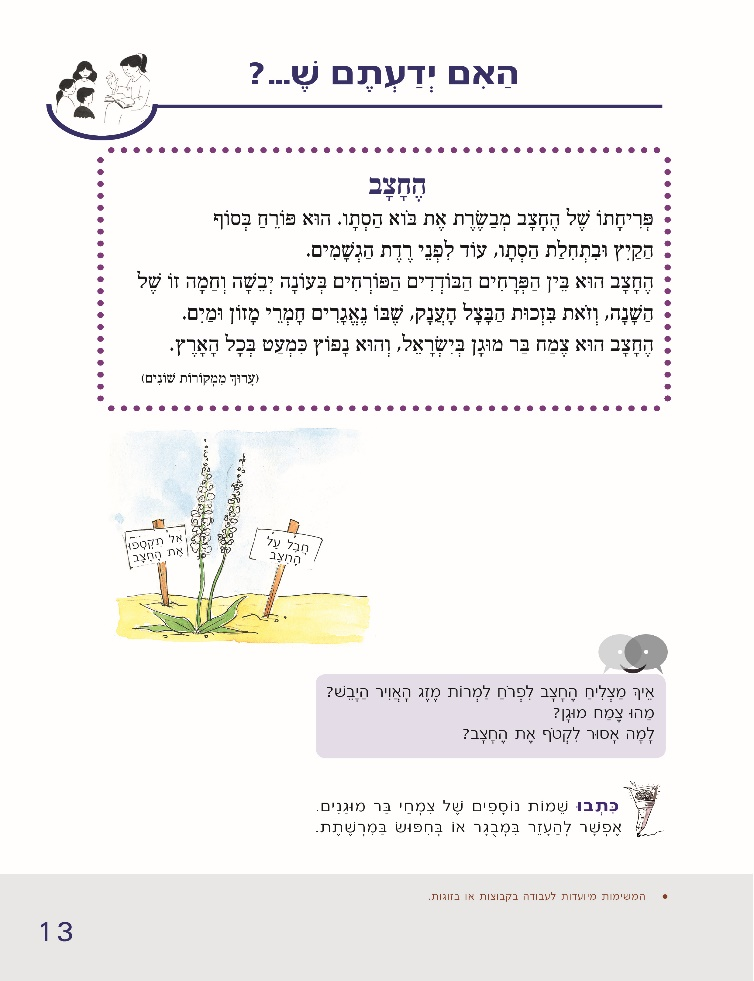 הַאִם יְדַעְתֶּם שֶׁ...?
הֶחָצָב
פְּרִיחָתוֹ שֶׁל הֶחָצָב מְבַשֶּׂרֶת אֶת בּוֹא הַסְּתָו. הוּא פּוֹרֵחַ בְּסוֹף
הַקַּיִץ וּבִתְחִלַּת הַסְּתָו, עוֹד לִפְנֵי רֶדֶת הַגְּשָׁמִים.
הֶחָצָב הוּא בֵּין הַפְּרָחִים הַבּוֹדְדִים הַפּוֹרְחִים בְּעוֹנָה יְבֵשָׁה וְחַמָּה זוֹ שֶׁל
הַשָּׁנָה, וְזֹאת בִּזְכוּת הַבָּצָל הָעֲנָק, שֶׁבּוֹ נֶאֱגָרִים חָמְרֵי מָזוֹן וּמַיִם.
הֶחָצָב הוּא צֶמַח בַּר מוּגָן בְּיִשְׂרָאֵל, וְהוּא נָפוֹץ כִּמְעַט בְּכָל הָאָרֶץ.
(עָרוּךְ מִמְּקוֹרוֹת שׁוֹנִים)
אל תִּקְטְפוּ
אֶת הֶחָצָב
חֲבָל עַל
הֶחָצָב
אֵיךְ מַצְלִיחַ הֶחָצָב לִפְרֹחַ לַמְרוֹת מֶזֶג הָאֲוִיר הַיָּבֵשׁ?
מַהוּ צֶמַח מוּגָן?
לָמָּה אָסוּר לִקְטֹף אֶת הֶחָצָב?
כִּתְבוּ שֵׁמוֹת נוֹסָפִים שֶׁל צִמְחֵי בַּר מוּגַנִּים.
אֶפְשָׁר לְהֵעָזֵר בִּמְבֻגָּר אוֹ בְּחִפּוּשׂ בַּמִּרְשֶׁתֶת.
• המשימות מיועדות לעבודה בקבוצות או בזוגות.
13